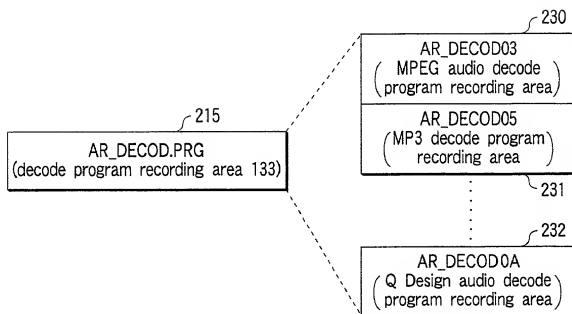 230
AR_DECOD03
(MPEG audio decode
program recording area)
215
AR_DECOD.PRG
(decode program recording area 133)
AR_DECOD05
(MP3 decode program
recording area)
231
232
AR_DECOD0A
(Q Design audio decode
program recording area)